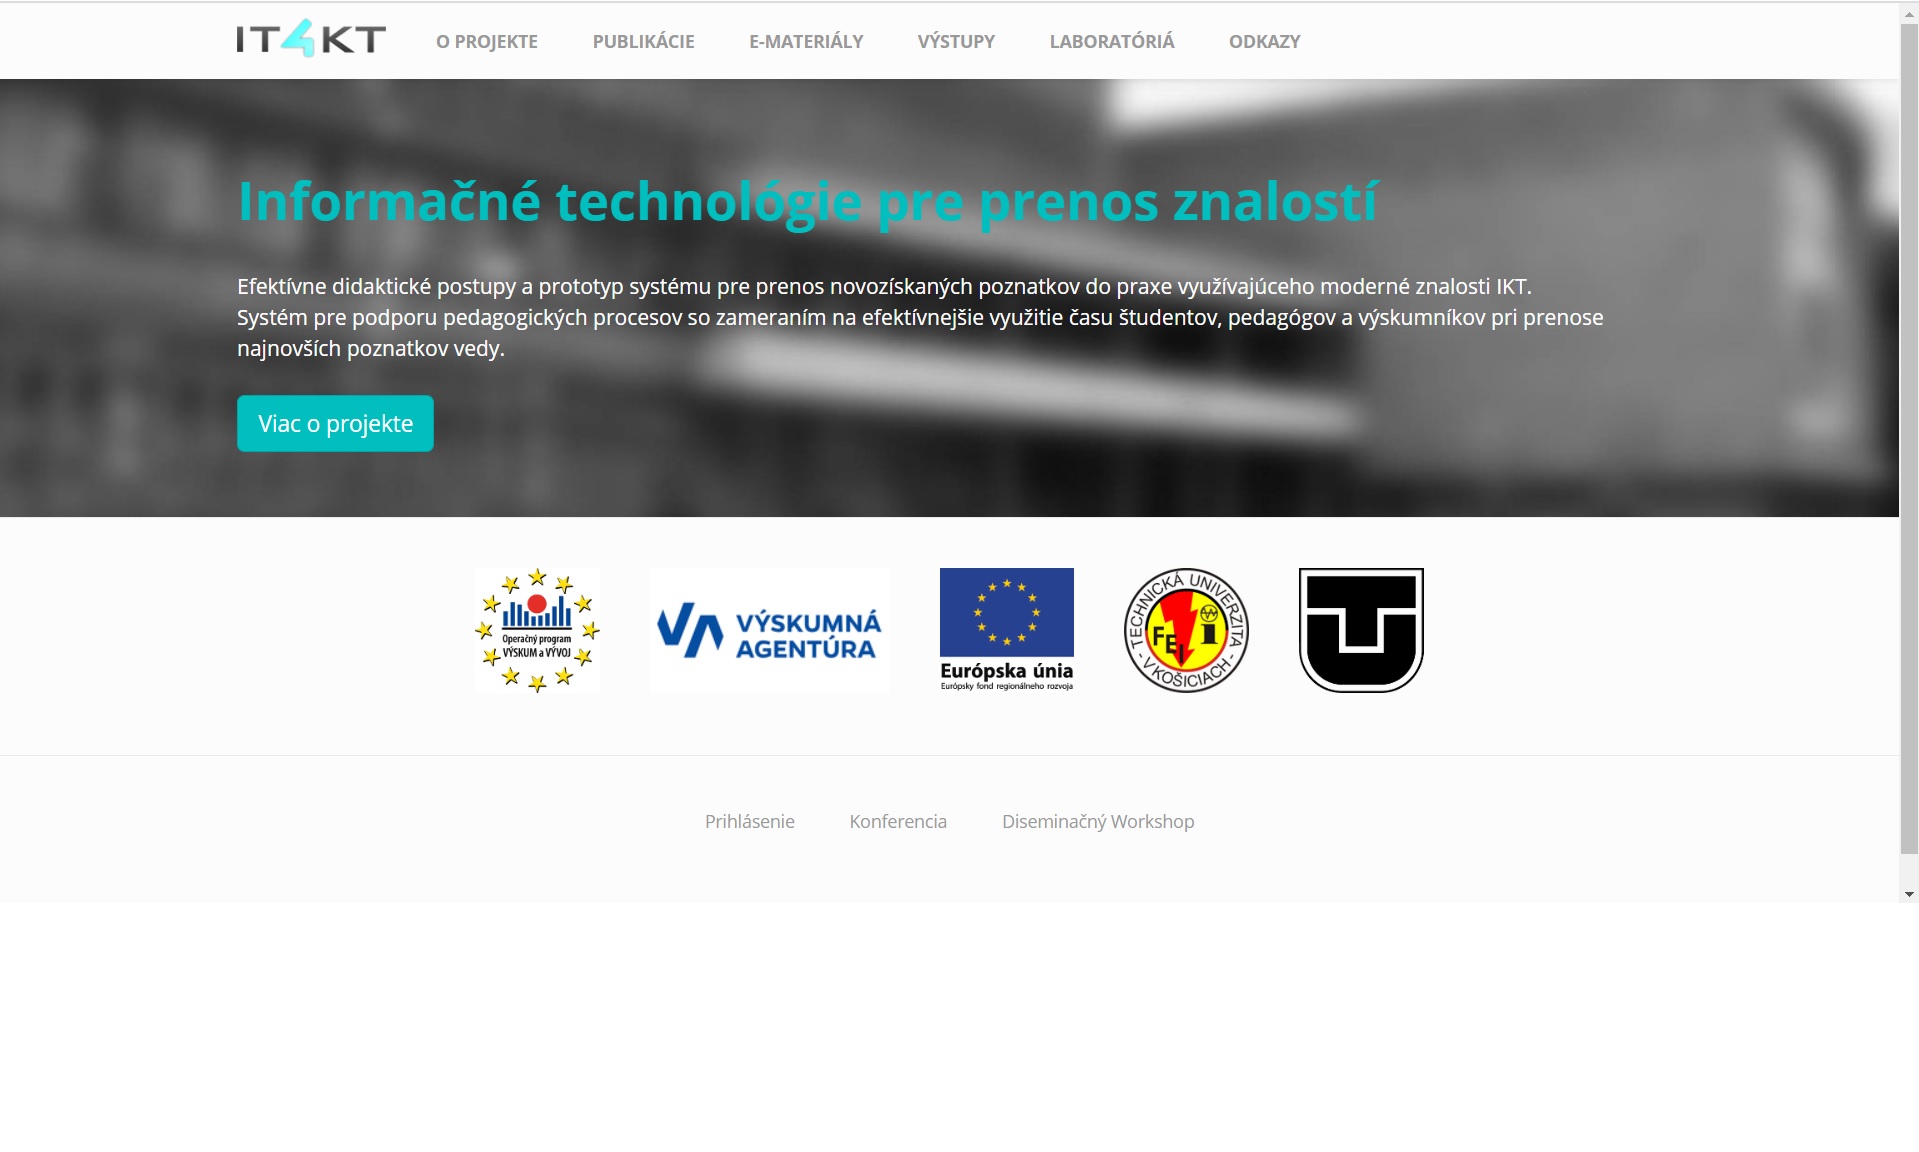 IT4KT
O PROJEKTE
PUBLIKÁCIE
E-MATERIÁLY
VÝSTUPY
LABORATÓRIÁ
ODKAZY
Informačné technológie pre prenos znalostí
Efektívne didaktické postupy a prototyp systému pre prenos novozískaných poznatkov do praxe využívajúceho moderné znalosti IKT.
Systém pre podporu pedagogických procesov so zameraním na efektívnejšie využitie času študentov, pedagógov a výskumníkov pri prenose
najnovších poznatkov vedy.
Viac o projekte
Operačný program
VÝSKUM a VÝVOJ
VÝSKUMNÁ
AGENTÚRA
Európska únia
Európsky fond regionálneho rozvoja
TECHNICKÁ UNIVERZITA
- V KOŠICIACH -
FEI
Prihlásenie
Konferencia
Diseminačný Workshop